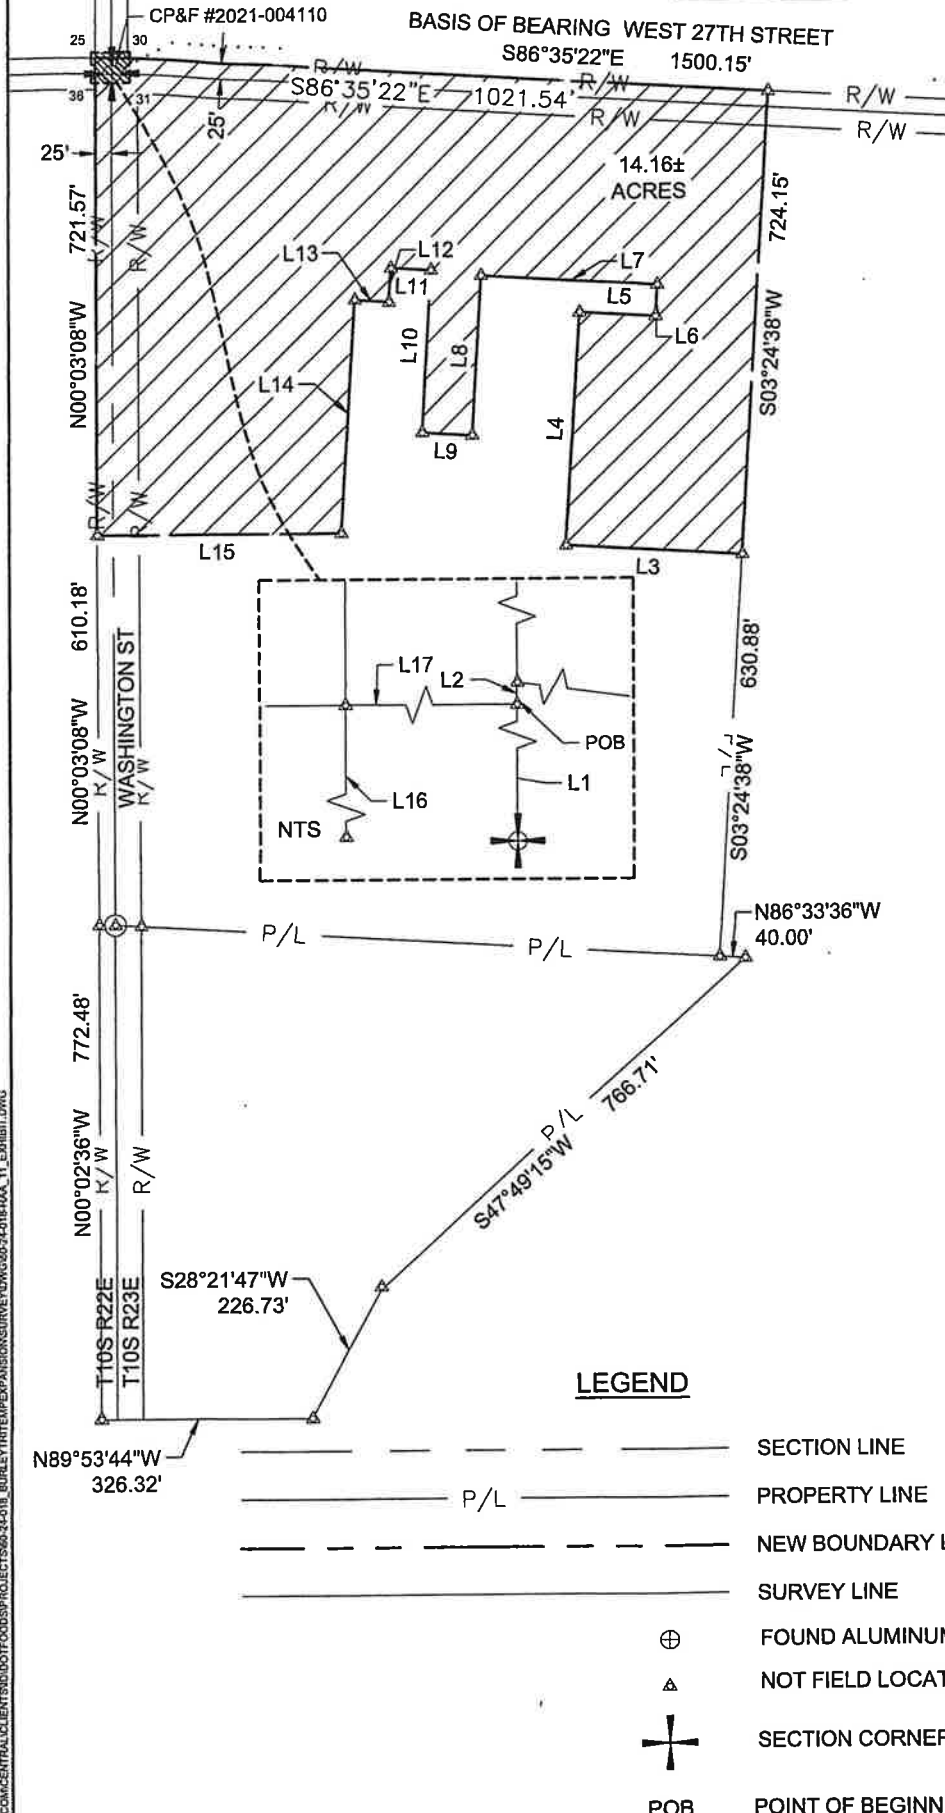 CP&F #2021-004110
BASIS OF BEARING WEST 27TH STREET
S86°35'22"E 1500.15'
25 30
36 31
R/W
R/W
R/W
S86°35'22"E 1021.54'
R/W
R/W
R/W
25'
25'
14.16±
ACRES
721.57'
R/W
R/W
N00°03'08"W
R/W
R/W
724.15'
S03°24'38"W
L13
L12
L11
L7
L5
L6
L10
L8
L14
L4
L9
L15
L3
610.18'
N00°03'08"W
R/W
WASHINGTON ST
R/W
L17
L2
POB
L1
L16
NTS
630.88'
P/L
S03°24'38"W
N86°33'36"W
40.00'
P/L
P/L
772.48'
N00°02'36"W
R/W
R/W
T10S R22E
T10S R23E
766.71'
P/L
S47°49'15"W
S28°21'47"W
226.73'
N89°53'44"W
326.32'
LEGEND
SECTION LINE
P/L PROPERTY LINE
NEW BOUNDARY L
SURVEY LINE
FOUND ALUMINUM
NOT FIELD LOCAT
SECTION CORNER
POB POINT OF BEGINN